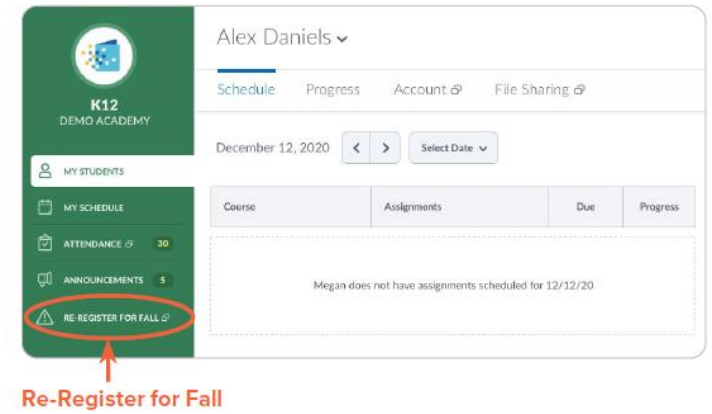 K12
DEMO ACADEMY
MY STUDENTS
MY SCHEDULE
ATTENDANCE 30
ANNOUNCEMENTS 5
RE-REGISTER FOR FALL
Alex Daniels
Schedule Progress Account File Sharing
December 12, 2020 < > Select Date
Course Assignments Due Progress
Megan does not have assignments scheduled for 12/12/20
Re-Register for Fall